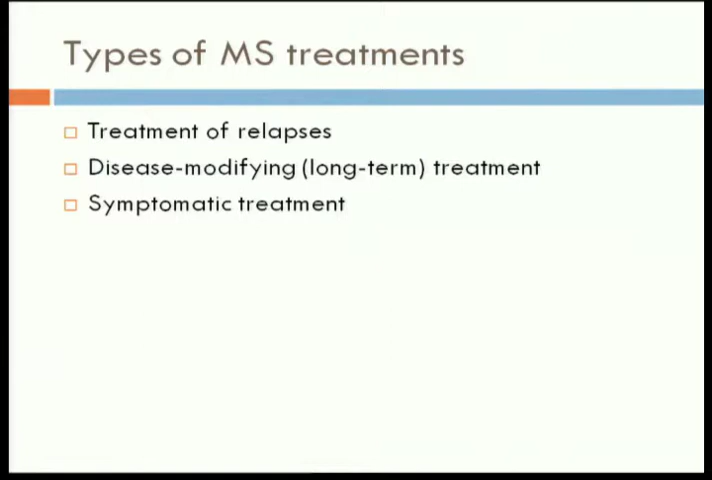 Types of MS treatments
Treatment of relapses
Disease-modifying (long-term) treatment
Symptomatic treatment